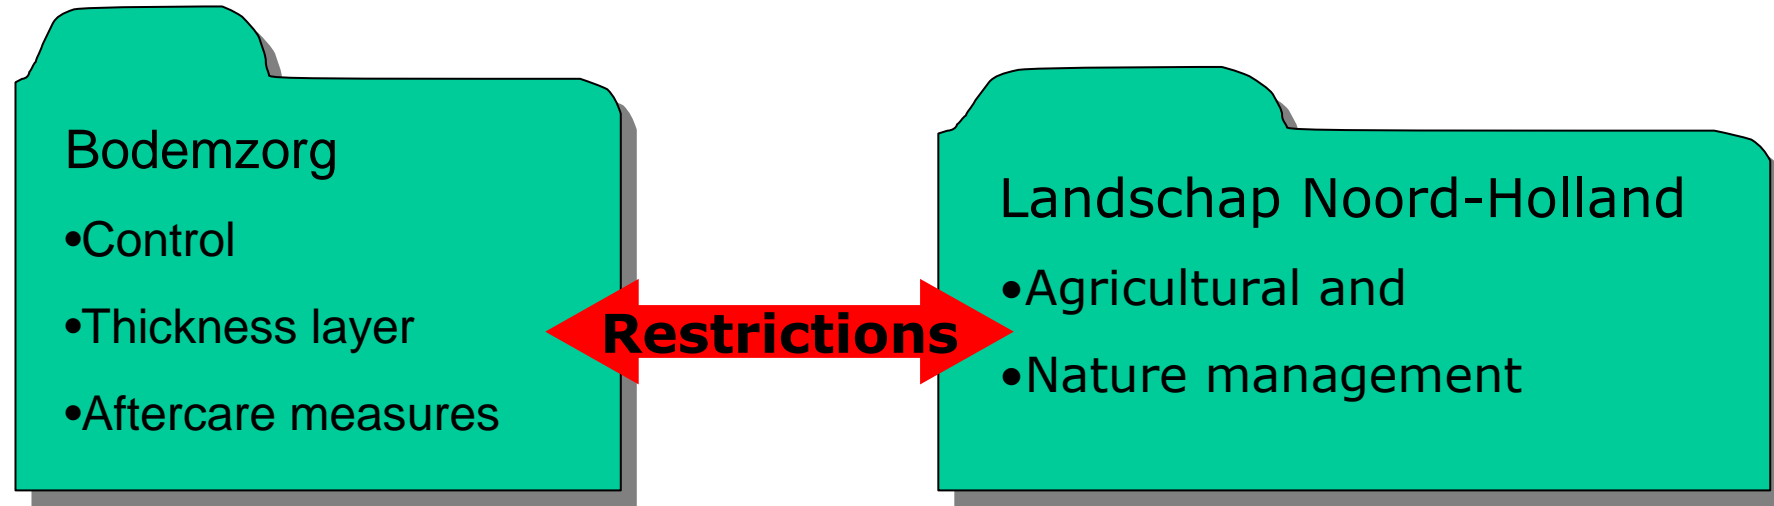 Bodemzorg
•Control
•Thickness layer
•Aftercare measures
Restrictions
Landschap Noord-Holland
•Agricultural and
•Nature management